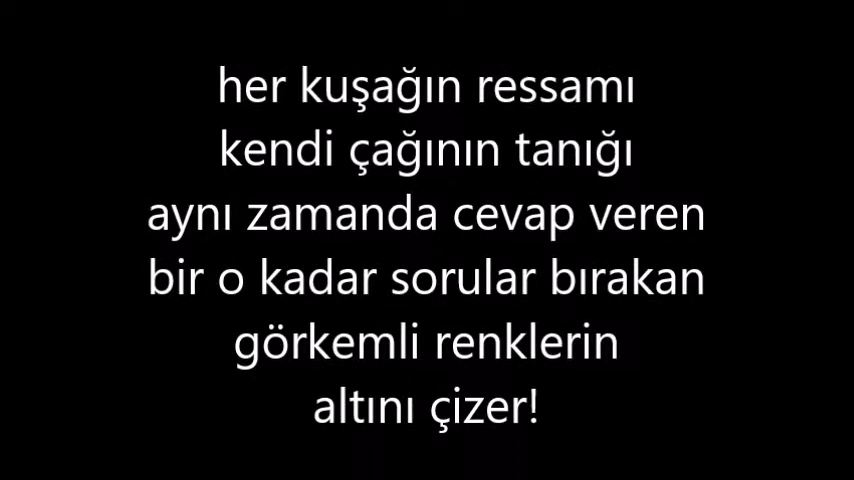 her kuşağın ressamı
kendi çağının tanığı
aynı zamanda cevap veren
bir o kadar sorular bırakan
görkemli renklerin
altını çizer!